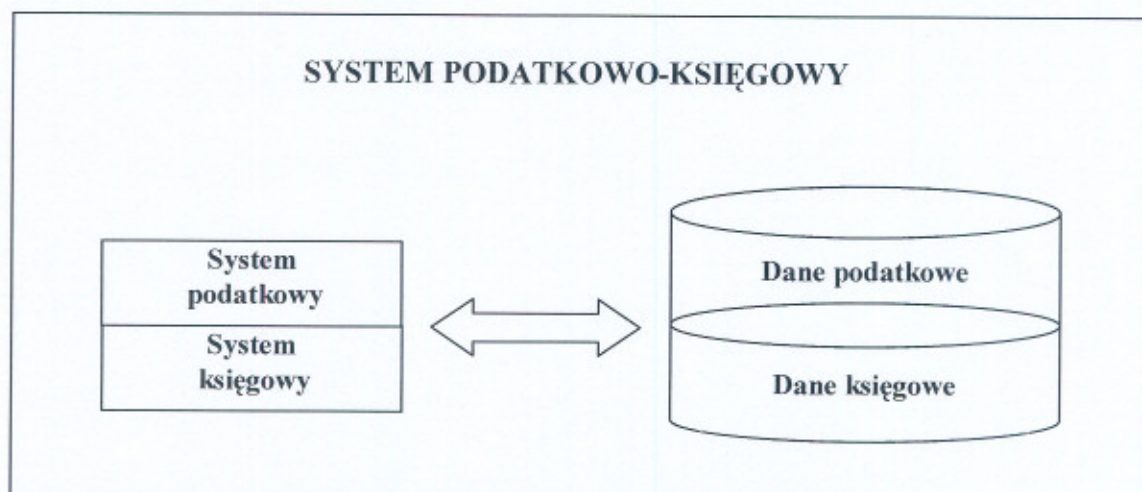 SYSTEM PODATKOWO-KSIĘGOWY
System
podatkowy
System
księgowy
Dane podatkowe
Dane księgowe